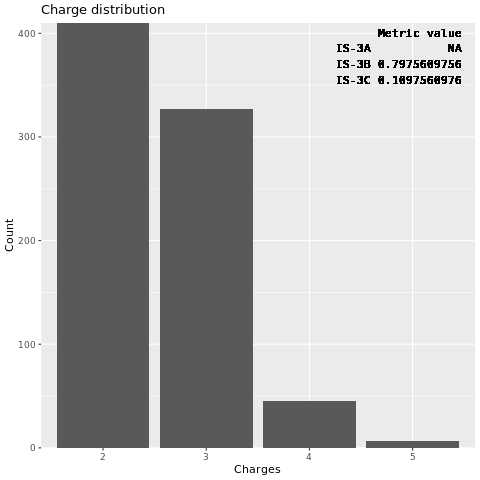 Charge distribution
Metric value
IS-3A NA
IS-3B 0.7975609756
IS-3C 0.1097560976
400
300
200
100
0
Count
2 3 4 5
Charges